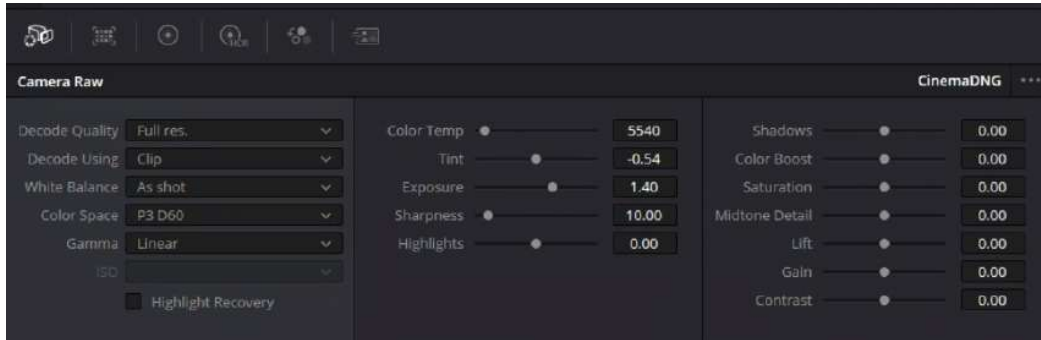 HDR
Camera Raw CinemaDNG
Decode Quality Full res.
Decode Using Clip
White Balance As shot
Color Space P3 D60
Gamma Linear
ISO
Highlight Recovery
Color Temp 5540
Tint -0.54
Exposure 1.40
Sharpness 10.00
Highlights 0.00
Shadows 0.00
Color Boost 0.00
Saturation 0.00
Midtone Detail 0.00
Lift 0.00
Gain 0.00
Contrast 0.00